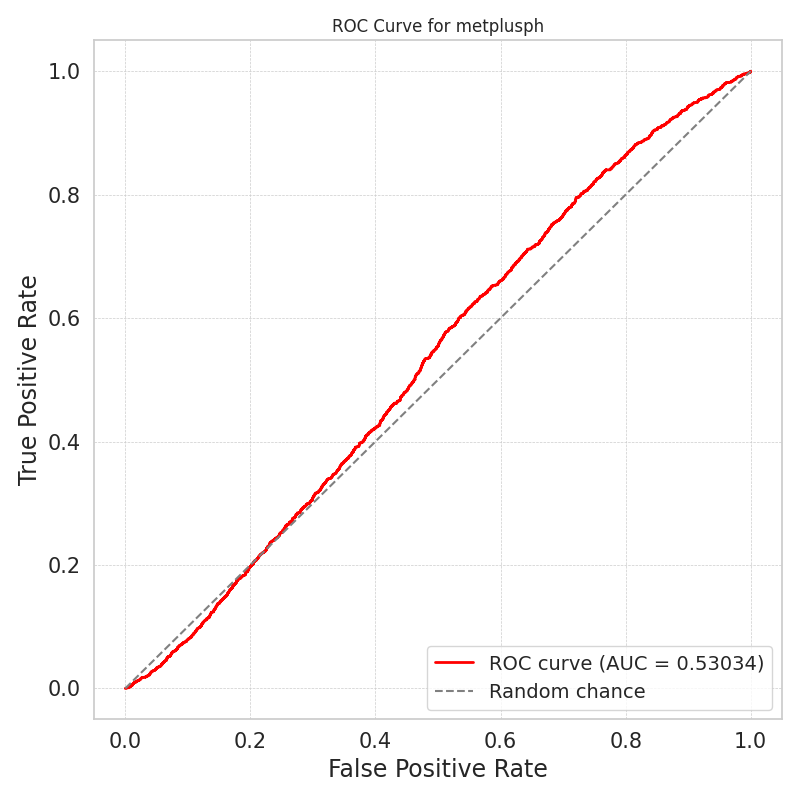 ROC Curve for metplusph
1.0
0.8
0.6
0.4
0.2
0.0
True Positive Rate
ROC curve (AUC = 0.53034)
Random chance
0.0 0.2 0.4 0.6 0.8 1.0
False Positive Rate